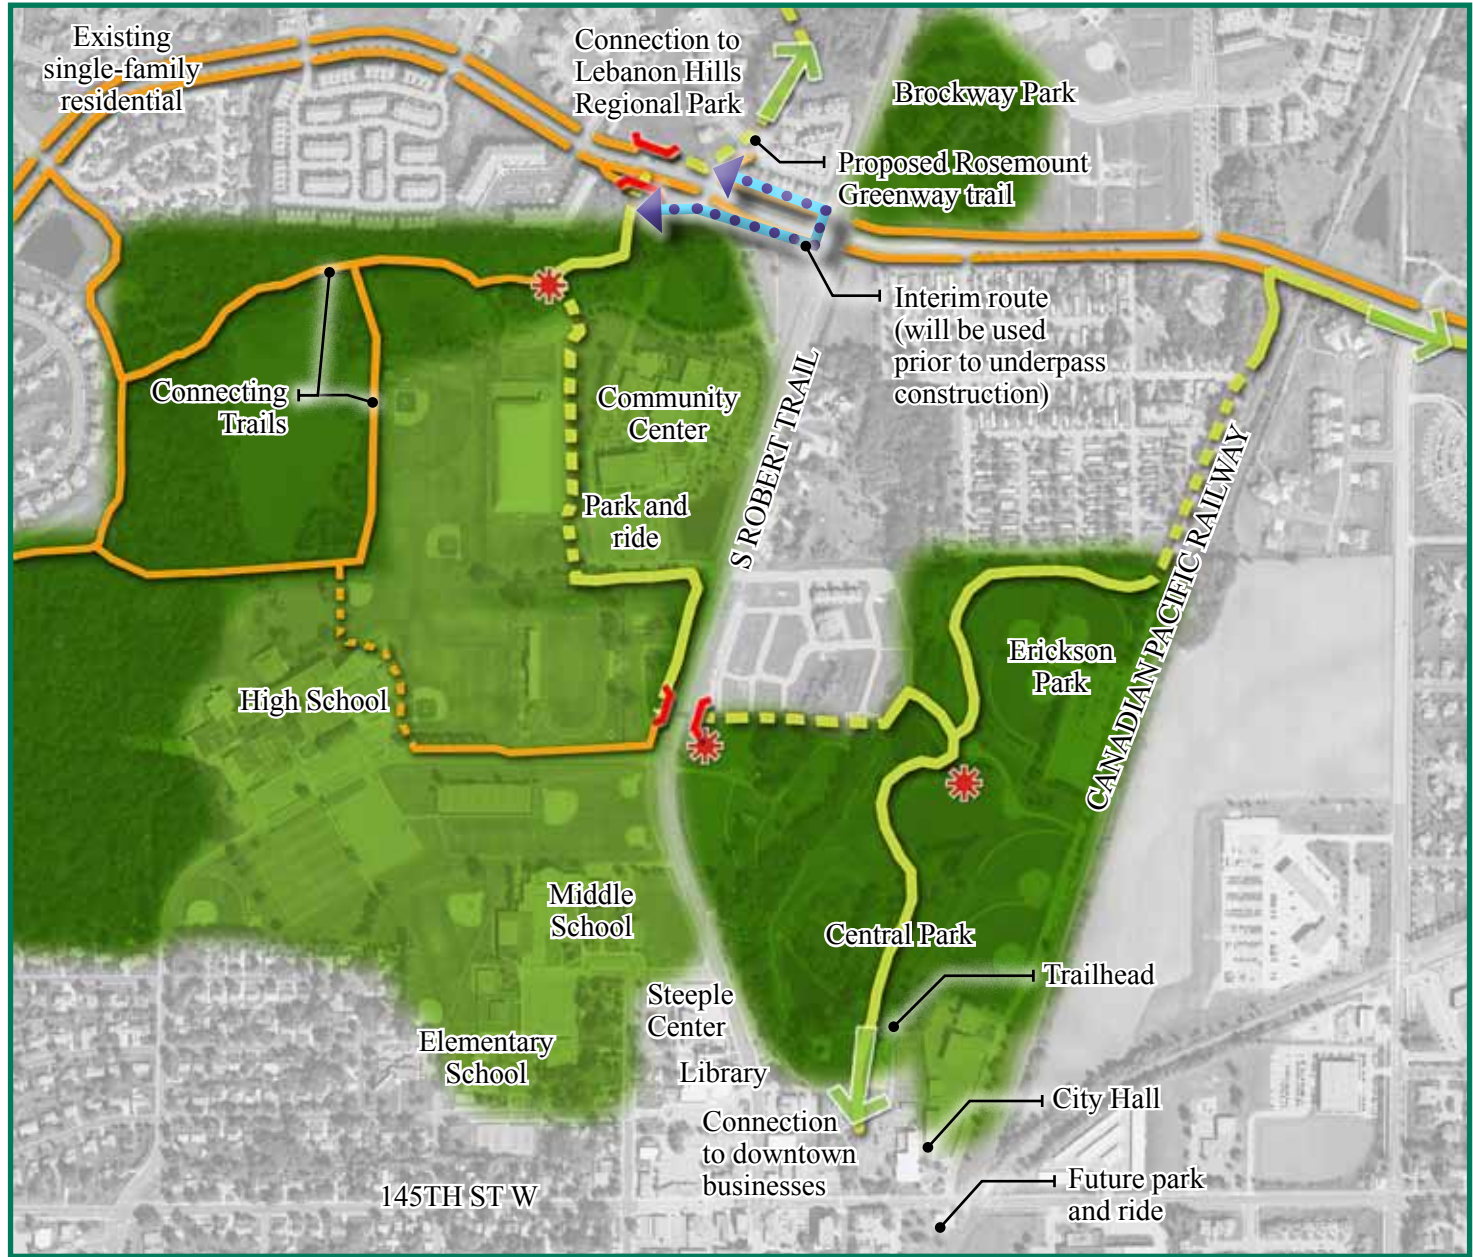 Existing
single-family
residential
Connection to
Lebanon Hills
Regional Park
Brockway Park
Proposed Rosemount
Greenway trail
Interim route
(will be used
prior to underpass
construction)
Connecting
Trails
Community
Center
Park and
ride
S ROBERT TRAIL
CANADIAN PACIFIC RAILWAY
Erickson
Park
High School
Middle
School
Central Park
Trailhead
Steeple
Center
Elementary
School
Library
City Hall
Connection
to downtown
businesses
Future park
and ride
145TH ST W